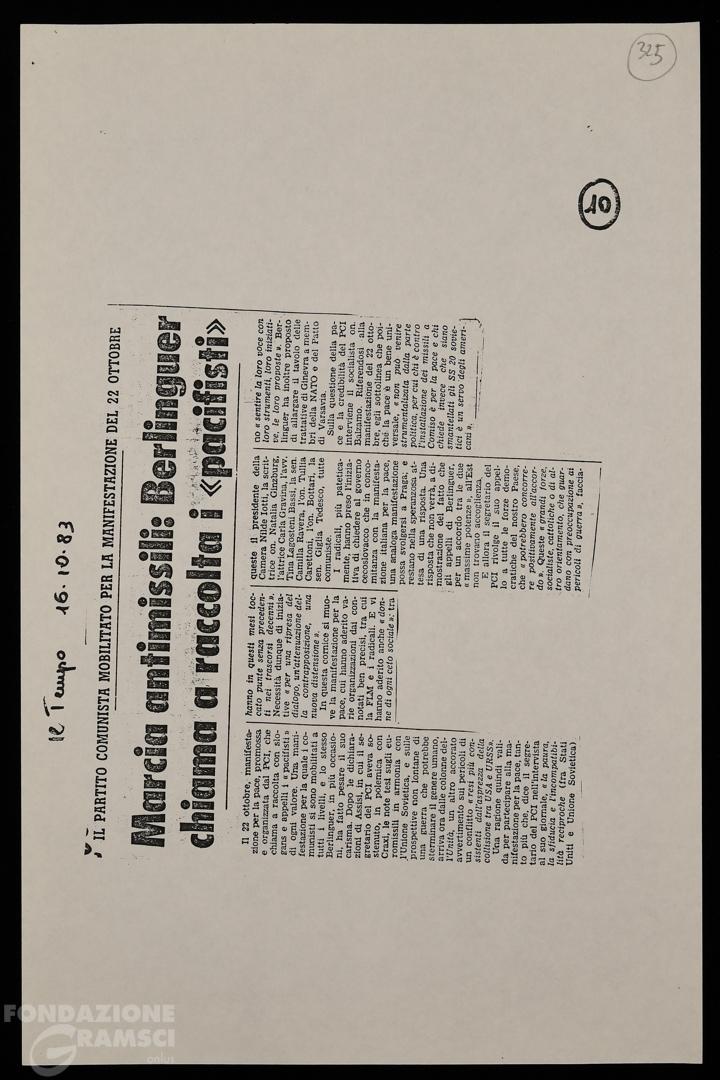 325
10
Il Tempo 16.10.83
IL PARTITO COMUNISTA MOBILITATO PER LA MANIFESTAZIONE DEL 22 OTTOBRE
Marcia antimissili: Berlinguer
chiama a raccolta i «pacifisti»
Il 22 ottobre, manifesta-
zione per la pace, promossa
e organizzata dal PCI, che
chiama a raccolta con slo-
gans e appelli i «pacifisti»
di ogni valore. Una mani-
festazione per la quale i co-
munisti si sono mobilitati a
tutti i livelli, e lo stesso
Berlinguer, in più occasio-
ni, ha fatto pesare il suo
carisma. Dopo le dichiara-
zioni di Assisi, in cui il se-
gretario del PCI aveva so-
stenuto, in polemica con
Craxi, le note tesi sugli eu-
romissili in armonia con
l'Unione Sovietica, e sulle
prospettive non lontane di
una guerra che potrebbe
sterminare il genere umano,
arriva ora dalle colonne del-
l'Unità, un altro accorato
avvertimento sui pericoli di
un conflitto «resi più con-
sistenti dall'asprezza della
collisione tra USA e URSS».
Una ragione quindi vali-
da per partecipare alla ma-
nifestazione per la pace, tan-
to più che, dice il segre-
tario del PCI nell'intervista
al suo giornale, la paura,
la sfiducia e l'incompatibi-
lità reciproche (fra Stati
Uniti e Unione Sovietica)
hanno in questi mesi toc-
cato punte senza preceden-
ti nei trascorsi decenni».
Necessità dunque di inizia-
tive «per una ripresa del
dialogo, un'attenuazione del-
la contrapposizione, una
nuova distensione».
In questa cornice si muo-
ve la manifestazione per la
pace, cui hanno aderito va-
rie organizzazioni dai con-
notati ben precisi, tra cui
la FLM e i radicali. E vi
hanno aderito anche «don-
ne di ogni ceto sociale», tra
queste il presidente della
Camera Nilde Iotti, la scrit-
trice on. Natalia Ginzburg,
l'attrice Carla Gravina, l'avv.
Tina Lagostena Bassi, la sen.
Camilla Ravera, l'on. Tullia
Carettoni, l'on. Bottari, la
sen. Giglia Tedesco, tutte
comuniste.
I radicali, più patetica-
mente, hanno preso l'inizia-
tiva di chiedere al governo
cecoslovacco che in conco-
mitanza con la manifesta-
zione italiana per la pace,
una analoga manifestazione
possa svolgersi a Praga, e
restano nella speranzosa at-
tesa di una risposta. Una
risposta che non verrà, a di-
mostrazione del fatto che
gli appelli di Berlinguer,
per un accordo tra le due
«massime potenze», all'Est
non trovano accoglienza.
E allora il segretario del
PCI rivolge il suo appel-
lo a tutte le forze demo-
cratiche del nostro Paese,
che «potrebbero concorre-
re positivamente all'accor-
do». Queste «grandi forze,
socialiste, cattoliche o di al-
tro orientamento, che guar-
dano con preoccupazione ai
pericoli di guerra», faccia-
no «sentire la loro voce con
loro strumenti, loro iniziati-
ve, le loro proposte». Ber-
linguer ha inoltre proposto
di allargare il tavolo delle
trattative di Ginevra a mem-
bri della NATO e del Patto
di Varsavia.
Sulla questione della pa-
ce e la credibilità del PCI
interviene il socialista on.
Balzamo. Riferendosi alla
manifestazione del 22 otto-
bre, egli sottolinea che poi-
ché la pace è un bene uni-
versale, «non può venire
strumentalizzata dalla parte
politica, per cui chi è contro
l'installazione dei missili a
Comiso è per la pace e chi
chiede invece che siano
smantellati gli SS 20 sovie-
tici è un servo degli ameri-
cani».
FONDAZIONE
GRAMSCI
onlus